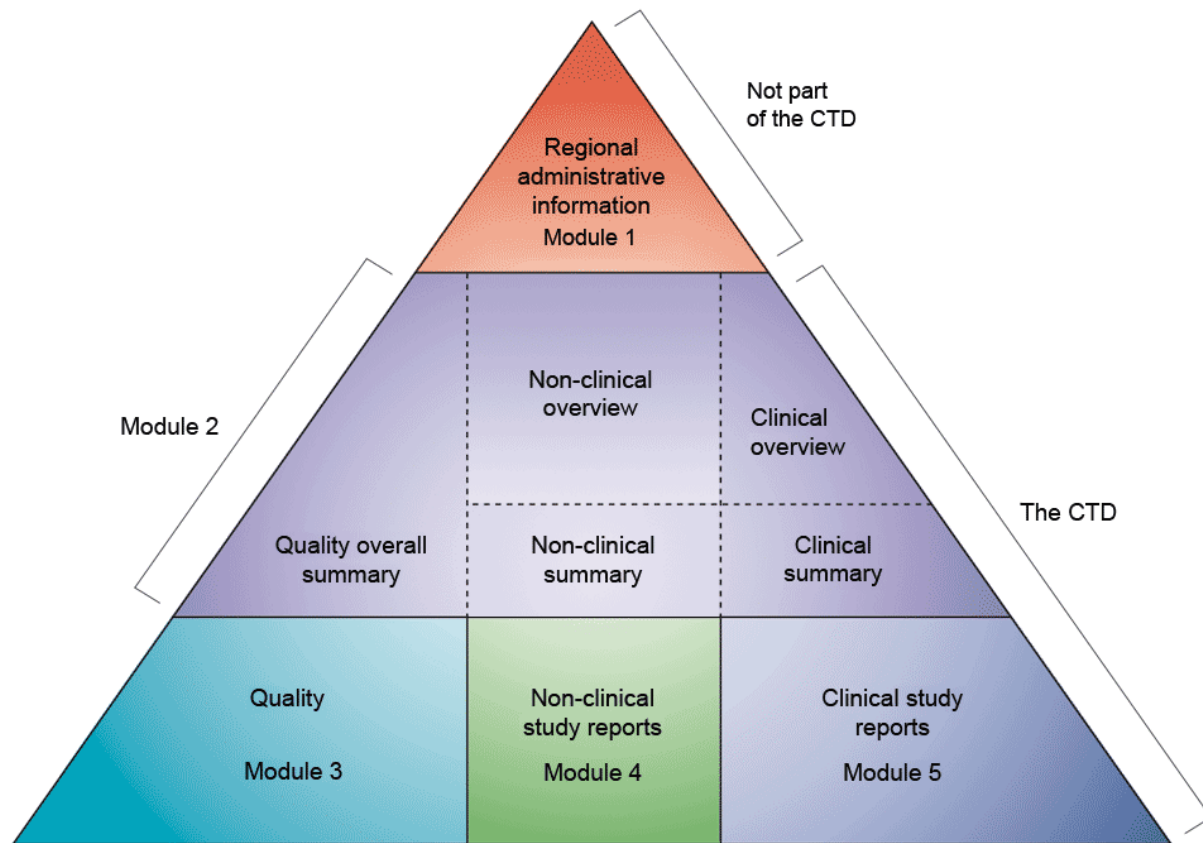 Not part
of the CTD
Regional
administrative
information
Module 1
Module 2
Non-clinical
overview
Clinical
overview
The CTD
Quality overall
summary
Non-clinical
summary
Clinical
summary
Quality
Module 3
Non-clinical
study reports
Module 4
Clinical study
reports
Module 5